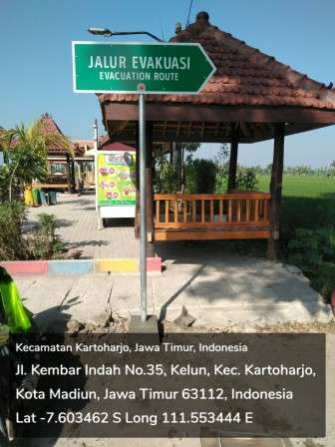 JALUR EVAKUASI
EVACUATION ROUTE
Kecamatan Kartoharjo, Jawa Timur, Indonesia
Jl. Kembar Indah No.35, Kelun, Kec. Kartoharjo,
Kota Madiun, Jawa Timur 63112, Indonesia
Lat -7.603462 S Long 111.553444 E